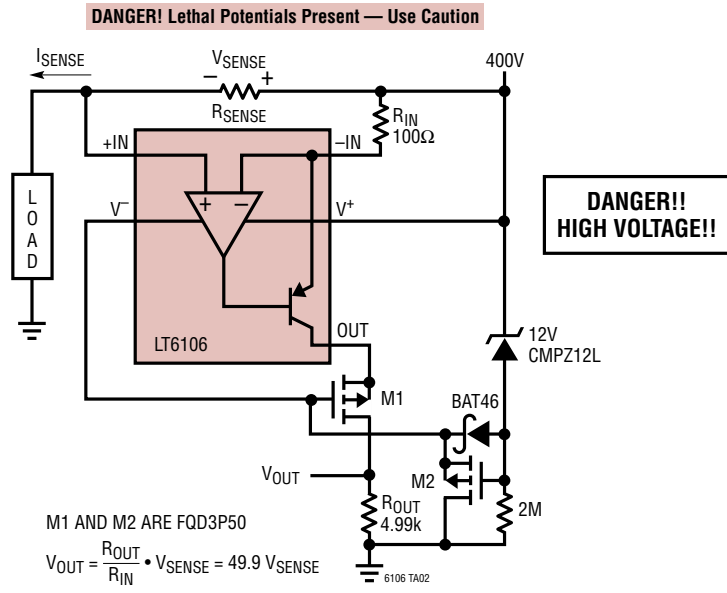 DANGER! Lethal Potentials Present — Use Caution
ISENSE
VSENSE
– +
RSENSE
400V
RIN
100Ω
+IN
–IN
LOAD
V–
+ –
V+
DANGER!!
HIGH VOLTAGE!!
OUT
LT6106
12V
CMPZ12L
M1
BAT46
M2
VOUT
ROUT
4.99k
2M
M1 AND M2 ARE FQD3P50
VOUT = ROUT/RIN • VSENSE = 49.9 VSENSE
6106 TA02